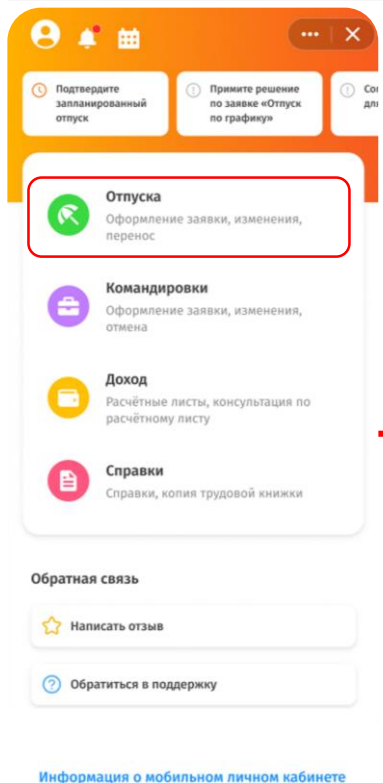 Подтвердите
запланированный
отпуск
Примите решение
по заявке «Отпуск
по графику»
Отпуска
Оформление заявки, изменения,
перенос
Командировки
Оформление заявки, изменения,
отмена
Доход
Расчётные листы, консультация по
расчётному листу
Справки
Справки, копия трудовой книжки
Обратная связь
Написать отзыв
Обратиться в поддержку
Информация о мобильном личном кабинете